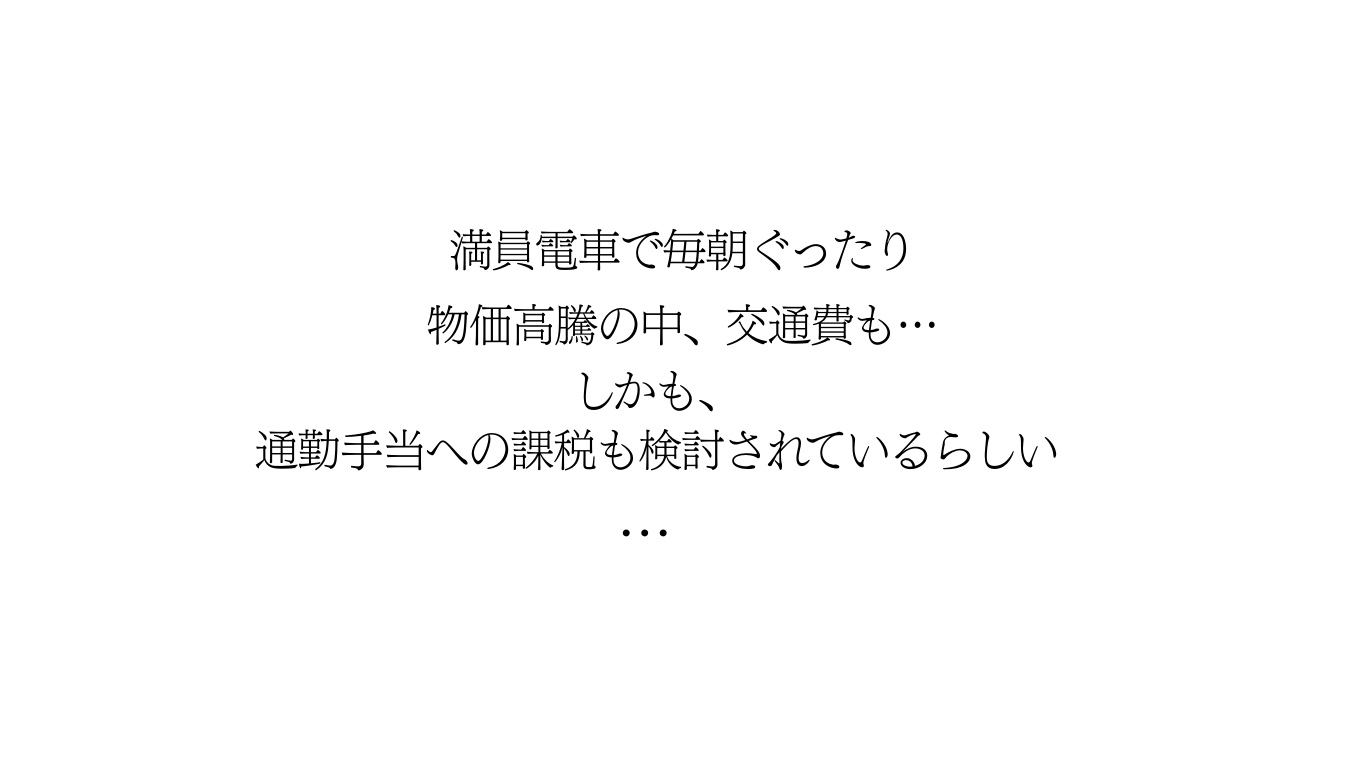 満員電車で毎朝ぐったり
物価高騰の中、交通費も…
しかも、
通勤手当への課税も検討されているらしい
…